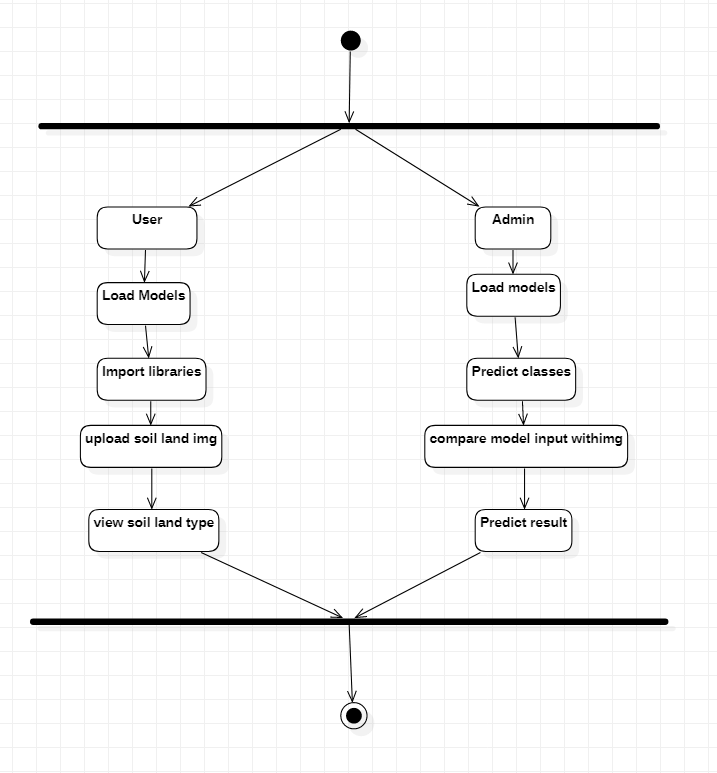 User
Load Models
Import libraries
upload soil land img
view soil land type
Admin
Load models
Predict classes
compare model input withimg
Predict result